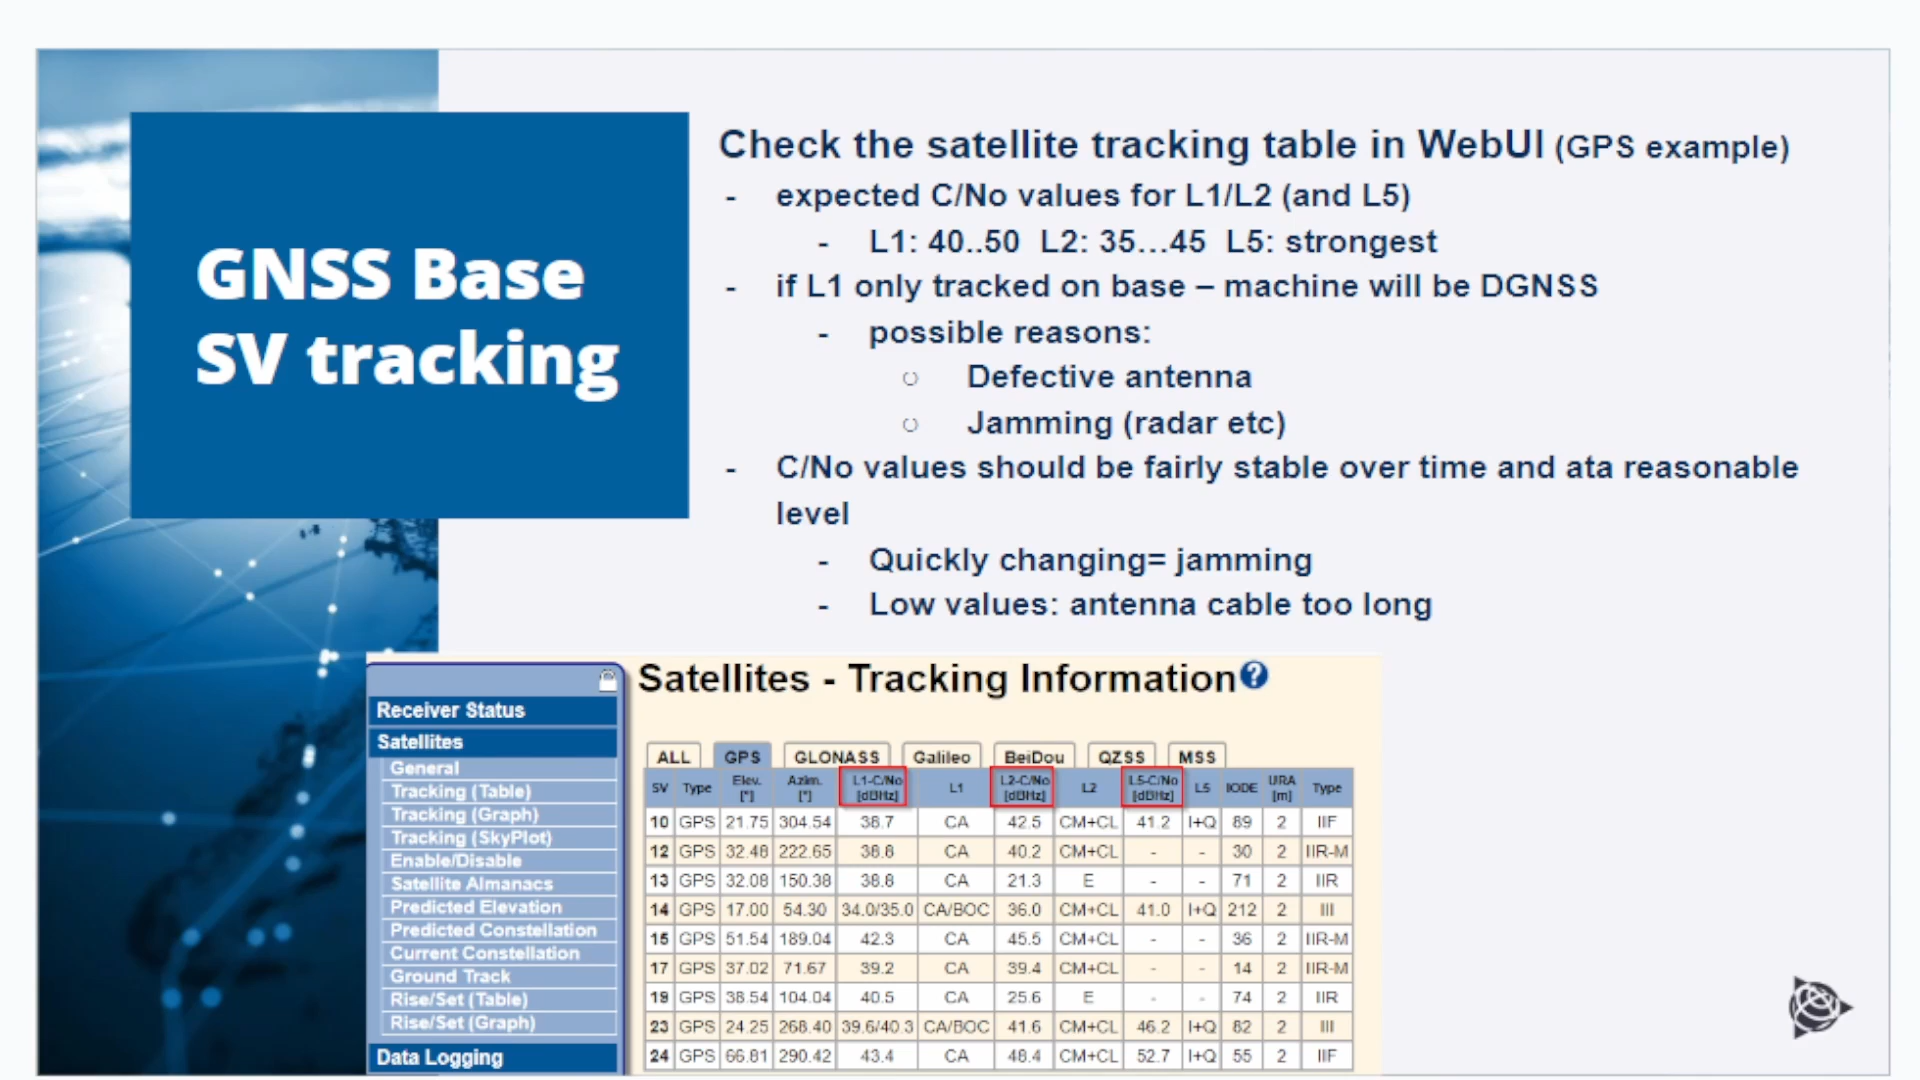 GNSS Base
SV tracking
Check the satellite tracking table in WebUI (GPS example)
- expected C/No values for L1/L2 (and L5)
- L1: 40..50 L2: 35...45 L5: strongest
- if L1 only tracked on base – machine will be DGNSS
- possible reasons:
○ Defective antenna
○ Jamming (radar etc)
- C/No values should be fairly stable over time and ata reasonable
level
- Quickly changing= jamming
- Low values: antenna cable too long
Receiver Status
Satellites
General
Tracking (Table)
Tracking (Graph)
Tracking (SkyPlot)
Enable/Disable
Satellite Almanacs
Predicted Elevation
Predicted Constellation
Current Constellation
Ground Track
Rise/Set (Table)
Rise/Set (Graph)
Data Logging
Satellites - Tracking Information?
ALL GPS GLONASS Galileo BeiDou QZSS MSS
SV Type Elev. [°] Azim. [°] L1-C/No [dBHz] L1 L2-C/No [dBHz] L2 L5-C/No [dBHz] L5 IODE URA [m] Type
10 GPS 21.75 304.54 38.7 CA 42.5 CM+CL 41.2 I+Q 89 2 IIF
12 GPS 32.48 222.65 38.8 CA 40.2 CM+CL - - 30 2 IIR-M
13 GPS 32.08 150.38 38.8 CA 21.3 E - - 71 2 IIR
14 GPS 17.00 54.30 34.0/35.0 CA/BOC 36.0 CM+CL 41.0 I+Q 212 2 III
15 GPS 51.54 189.04 42.3 CA 45.5 CM+CL - - 36 2 IIR-M
17 GPS 37.02 71.67 39.2 CA 39.4 CM+CL - - 14 2 IIR-M
19 GPS 38.54 104.04 40.5 CA 25.6 E - - 74 2 IIR
23 GPS 24.25 268.40 39.6/40.3 CA/BOC 41.6 CM+CL 46.2 I+Q 82 2 III
24 GPS 66.81 290.42 43.4 CA 48.4 CM+CL 52.7 I+Q 55 2 IIF